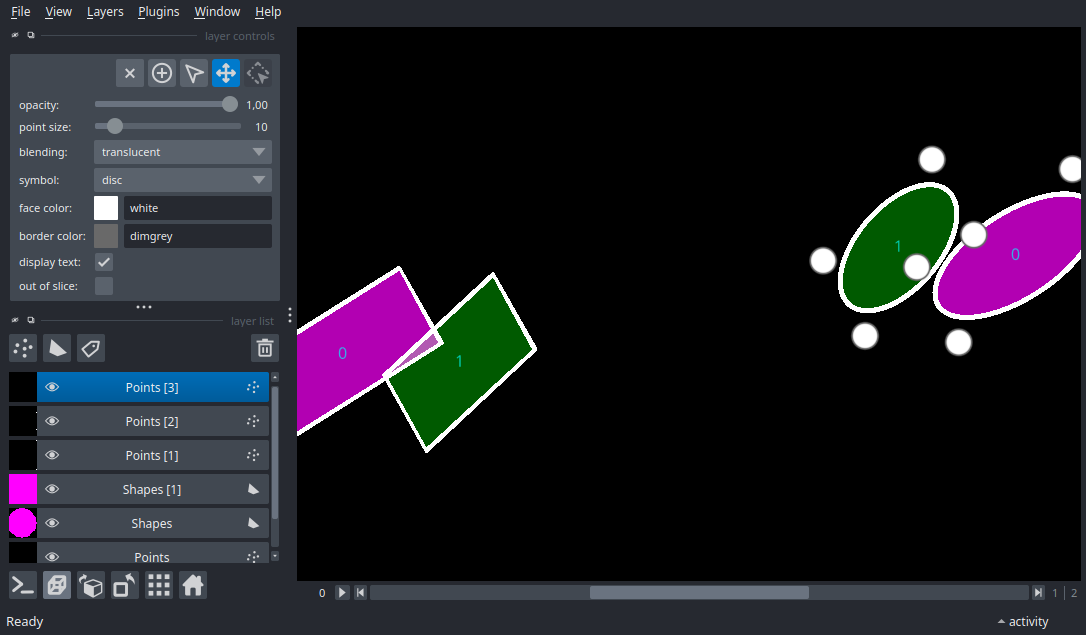 File View Layers Plugins Window Help
layer controls
opacity: 1,00
point size: 10
blending: translucent
symbol: disc
face color: white
border color: dimgrey
display text:
out of slice:
layer list
Points [3]
Points [2]
Points [1]
Shapes [1]
Shapes
Points
0
1
1
0
0 1 2
Ready activity